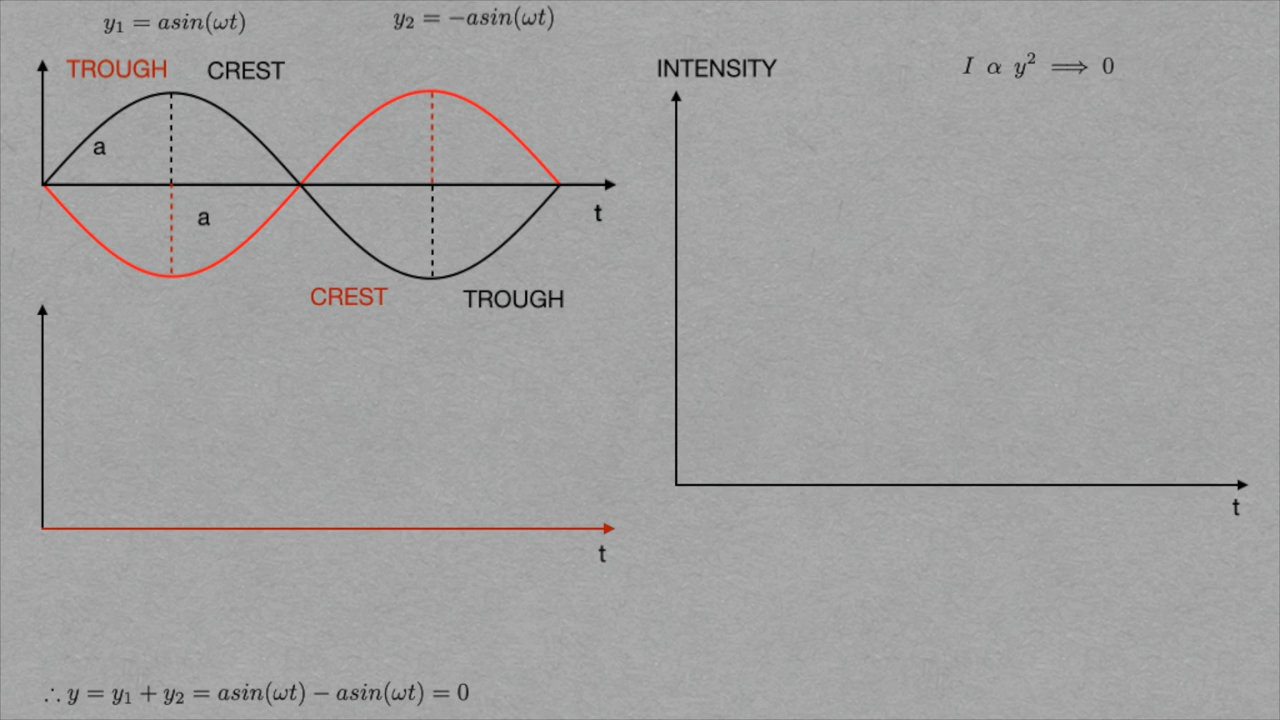 y₁ = asin(ωt)
y₂ = −asin(ωt)
TROUGH CREST
INTENSITY
I α y² ⟹ 0
a
a
t
CREST TROUGH
t
t
∴ y = y₁ + y₂ = asin(ωt) − asin(ωt) = 0